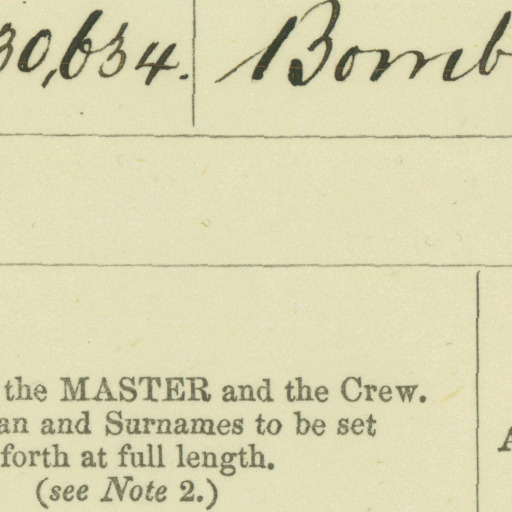 30,634. Bomb
the MASTER and the Crew.
an and Surnames to be set
forth at full length.
(see Note 2.)